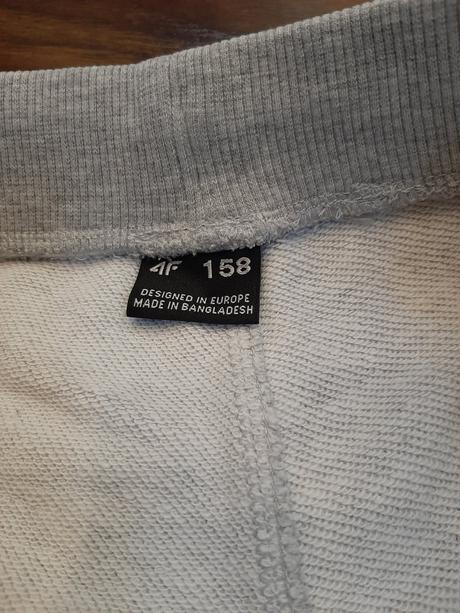 4F 158
DESIGNED IN EUROPE
MADE IN BANGLADESH